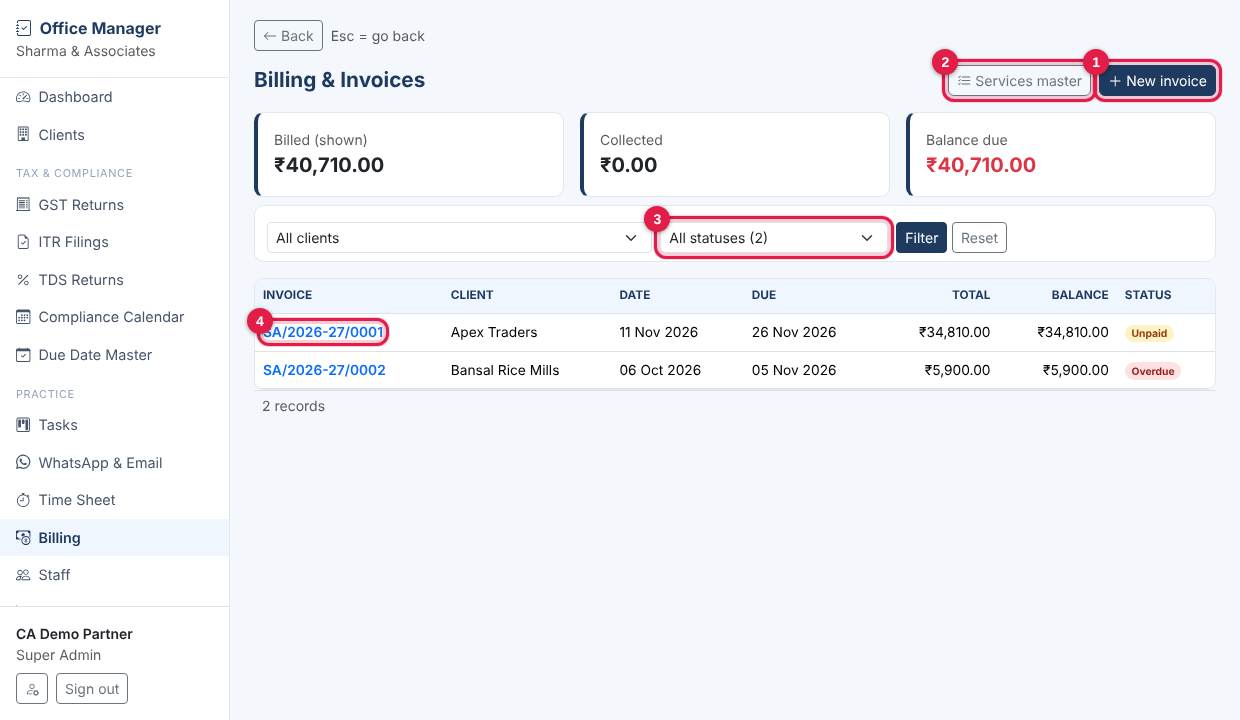 Office Manager
Sharma & Associates
Dashboard
Clients
TAX & COMPLIANCE
GST Returns
ITR Filings
TDS Returns
Compliance Calendar
Due Date Master
PRACTICE
Tasks
WhatsApp & Email
Time Sheet
Billing
Staff
CA Demo Partner
Super Admin
Sign out
← Back Esc = go back
Billing & Invoices
2 Services master 1 + New invoice
Billed (shown) Collected Balance due
₹40,710.00 ₹0.00 ₹40,710.00
3
All clients All statuses (2) Filter Reset
INVOICE CLIENT DATE DUE TOTAL BALANCE STATUS
4 SA/2026-27/0001 Apex Traders 11 Nov 2026 26 Nov 2026 ₹34,810.00 ₹34,810.00 Unpaid
SA/2026-27/0002 Bansal Rice Mills 06 Oct 2026 05 Nov 2026 ₹5,900.00 ₹5,900.00 Overdue
2 records